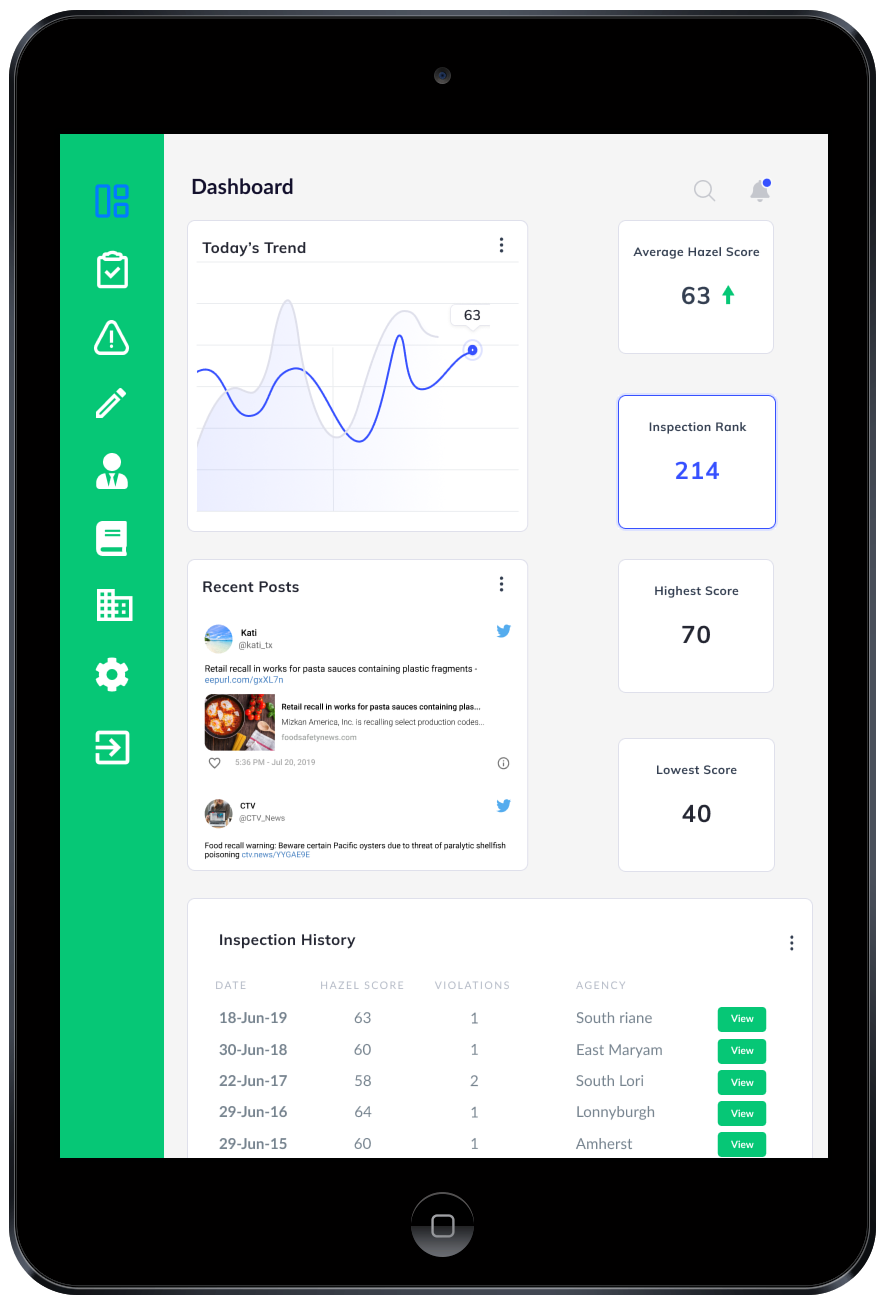 Dashboard
Today's Trend
63
Average Hazel Score
63
Inspection Rank
214
Recent Posts
Kati
@kati_tx
Retail recall in works for pasta sauces containing plastic fragments -
eepurl.com/gxXL7n
Retail recall in works for pasta sauces containing plas...
Mizkan America, Inc. is recalling select production codes...
foodsafetynews.com
5:36 PM - Jul 20, 2019
CTV
@CTV_News
Food recall warning: Beware certain Pacific oysters due to threat of paralytic shellfish
poisoning ctv.news/YYGAE9E
Highest Score
70
Lowest Score
40
Inspection History
DATE HAZEL SCORE VIOLATIONS AGENCY
18-Jun-19 63 1 South riane View
30-Jun-18 60 1 East Maryam View
22-Jun-17 58 2 South Lori View
29-Jun-16 64 1 Lonnyburgh View
29-Jun-15 60 1 Amherst View